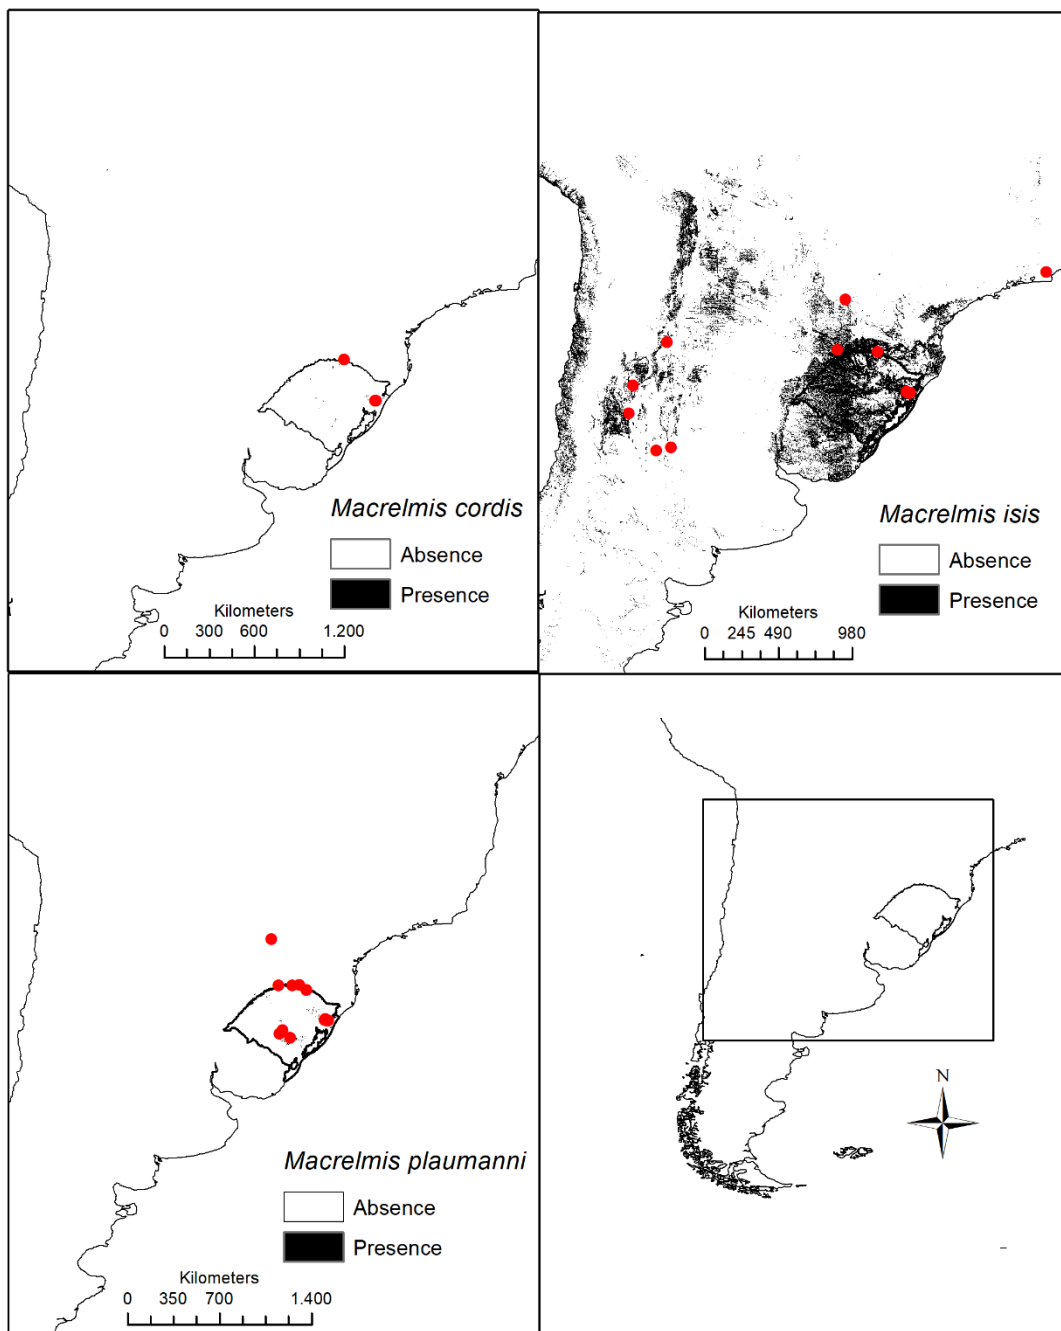 Macrelmis cordis
Absence
Presence
Kilometers
0 300 600 1.200
Macrelmis isis
Absence
Presence
Kilometers
0 245 490 980
Macrelmis plaumanni
Absence
Presence
Kilometers
0 350 700 1.400
N